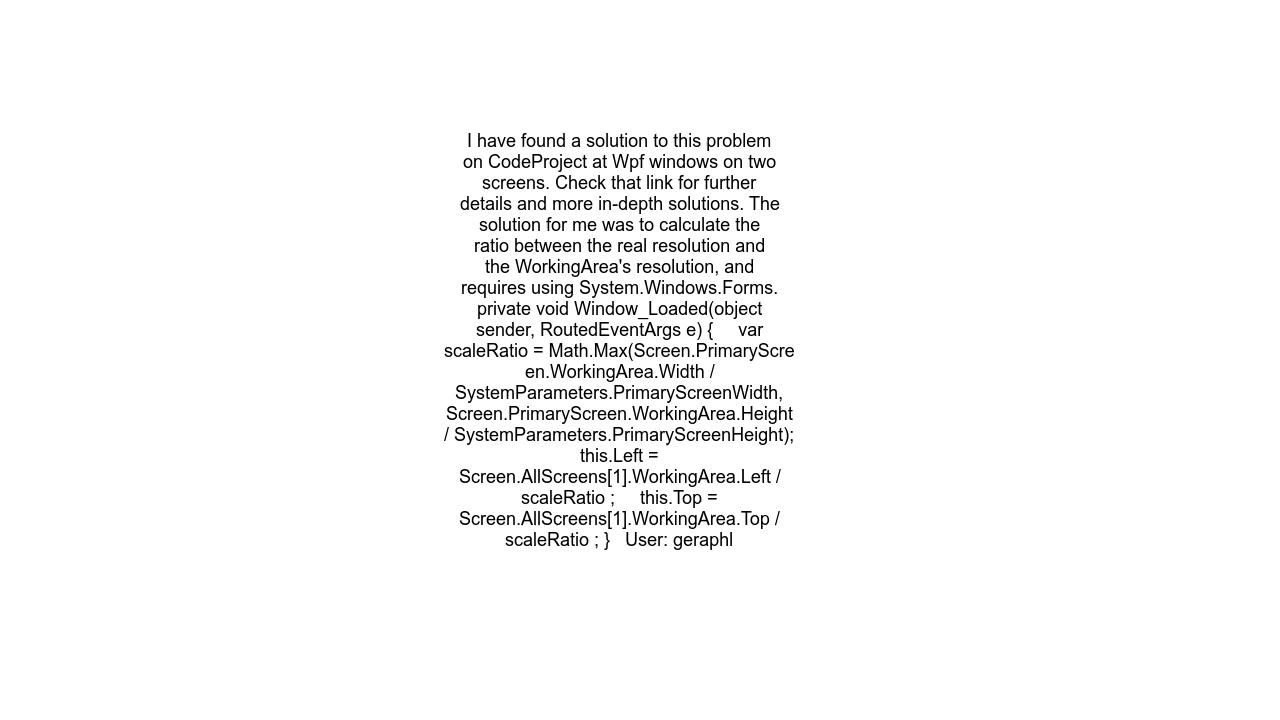 I have found a solution to this problem
on CodeProject at Wpf windows on two
screens. Check that link for further
details and more in-depth solutions. The
solution for me was to calculate the
ratio between the real resolution and
the WorkingArea's resolution, and
requires using System.Windows.Forms.
private void Window_Loaded(object
sender, RoutedEventArgs e) {     var
scaleRatio = Math.Max(Screen.PrimaryScre
en.WorkingArea.Width /
SystemParameters.PrimaryScreenWidth,
Screen.PrimaryScreen.WorkingArea.Height
/ SystemParameters.PrimaryScreenHeight);
this.Left =
Screen.AllScreens[1].WorkingArea.Left /
scaleRatio ;     this.Top =
Screen.AllScreens[1].WorkingArea.Top /
scaleRatio ; }   User: geraphl